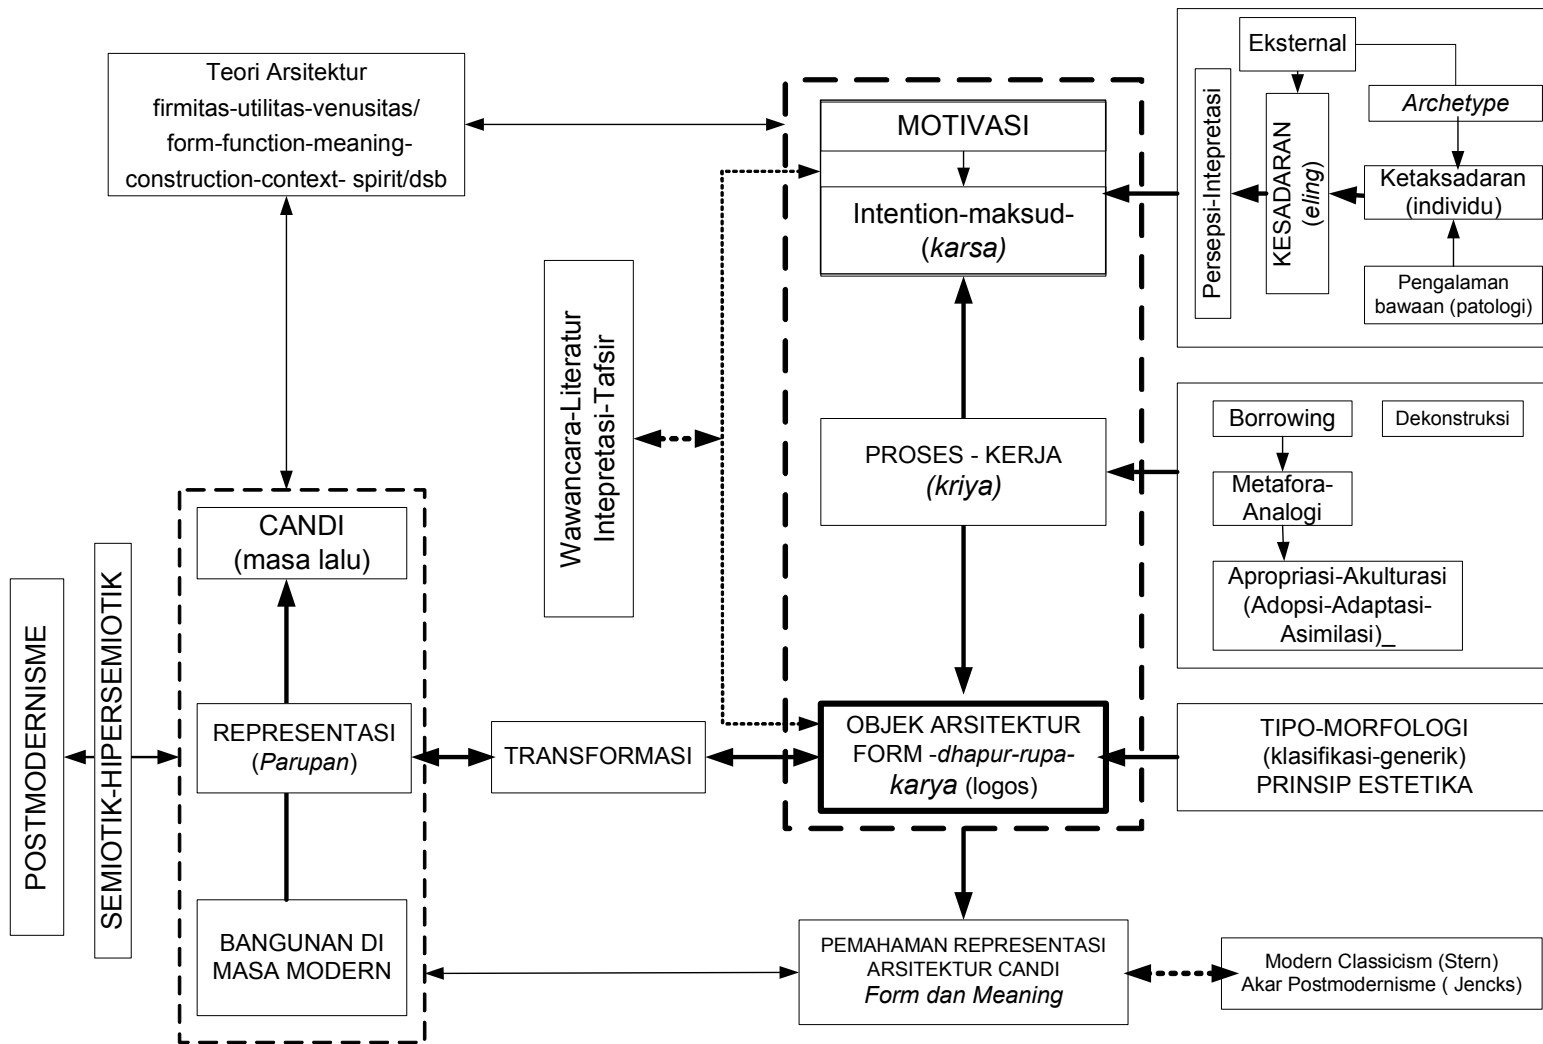 Teori Arsitektur
firmitas-utilitas-venusitas/
form-function-meaning-
construction-context- spirit/dsb
MOTIVASI
Intention-maksud-
(karsa)
Eksternal
Archetype
Persepsi-Intepretasi
KESADARAN
(eling)
Ketaksadaran
(individu)
Pengalaman
bawaan (patologi)
Wawancara-Literatur
Intepretasi-Tafsir
PROSES - KERJA
(kriya)
Borrowing
Dekonstruksi
Metafora-
Analogi
Apropriasi-Akulturasi
(Adopsi-Adaptasi-
Asimilasi)_
CANDI
(masa lalu)
POSTMODERNISME
SEMIOTIK-HIPERSEMIOTIK
REPRESENTASI
(Parupan)
TRANSFORMASI
OBJEK ARSITEKTUR
FORM -dhapur-rupa-
karya (logos)
TIPO-MORFOLOGI
(klasifikasi-generik)
PRINSIP ESTETIKA
BANGUNAN DI
MASA MODERN
PEMAHAMAN REPRESENTASI
ARSITEKTUR CANDI
Form dan Meaning
Modern Classicism (Stern)
Akar Postmodernisme ( Jencks)